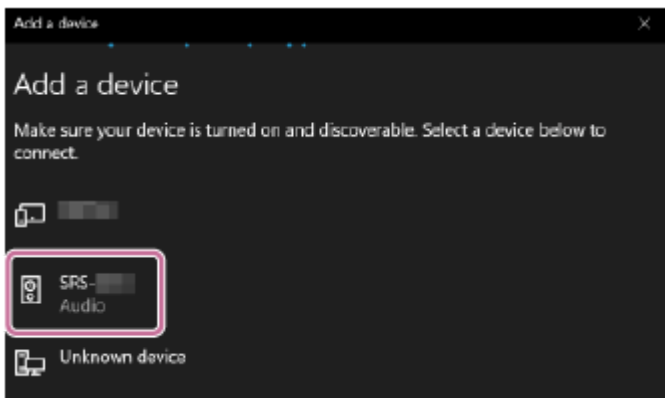 Add a device
Add a device
Make sure your device is turned on and discoverable. Select a device below to
connect.
SRS-
Audio
Unknown device